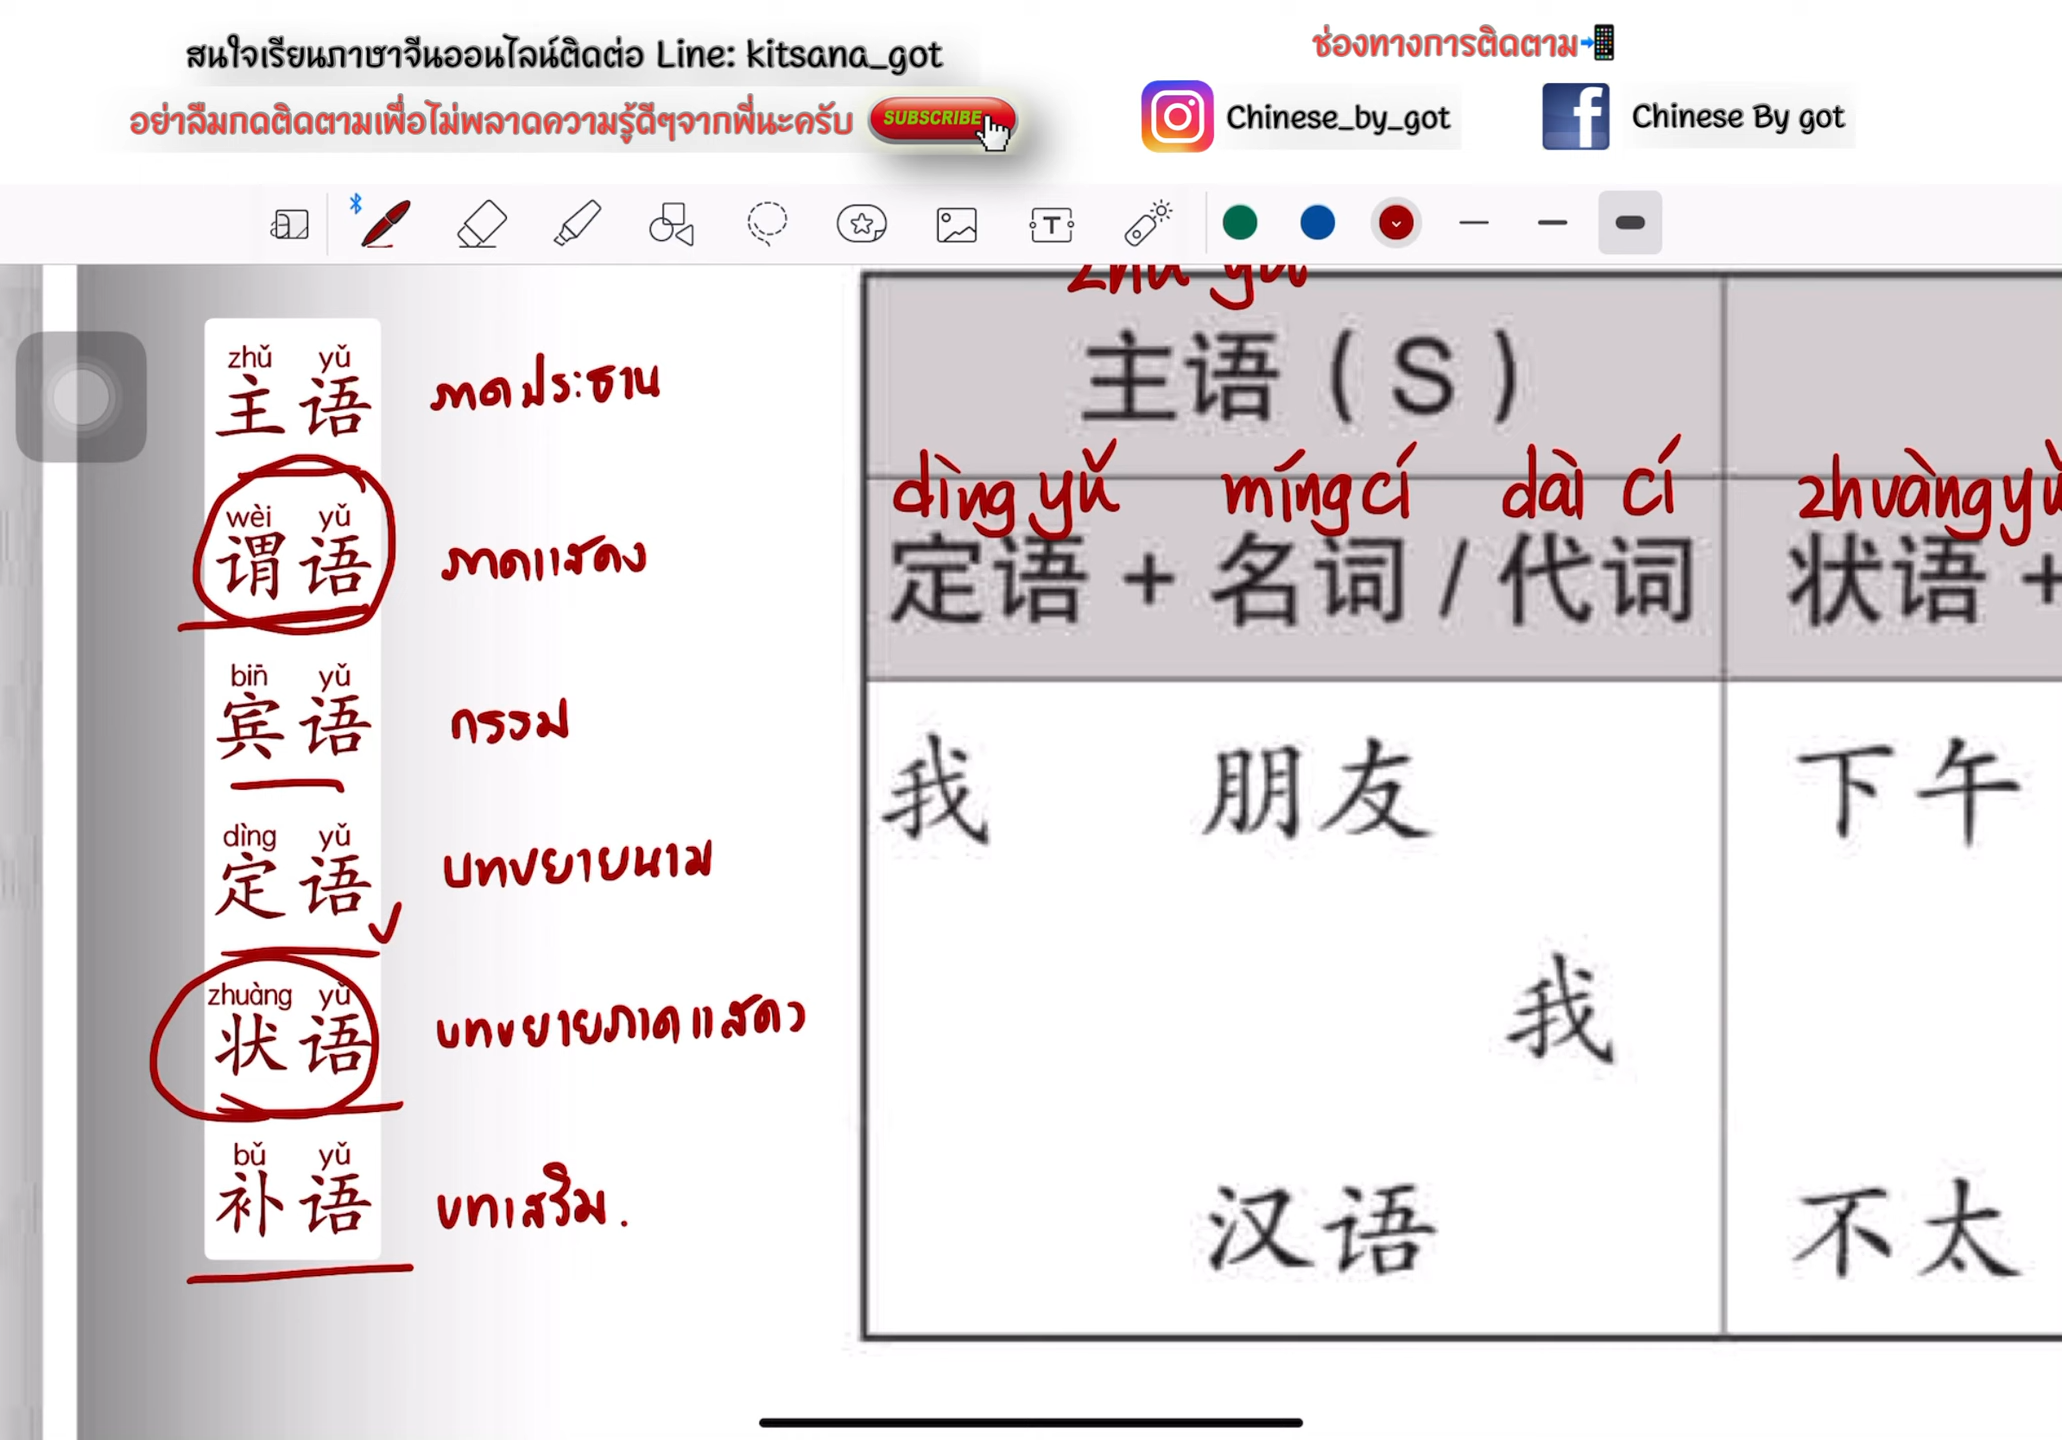 สนใจเรียนภาษาจีนออนไลน์ติดต่อ Line: kitsana_got
อย่าลืมกดติดตามเพื่อไม่พลาดความรู้ดีๆจากพี่นะครับ SUBSCRIBE
ช่องทางการติดตาม
Chinese_by_got
Chinese By got
zhǔ yǔ
主语 ภาคประธาน
wèi yǔ
谓语 ภาคแสดง
bīn yǔ
宾语 กรรม
dìng yǔ
定语 บทขยายนาม
zhuàng yǔ
状语 บทขยายภาคแสดง
bǔ yǔ
补语 บทเสริม.
主语 ( S )
dìng yǔ míng cí dài cí zhuàng yǔ
定语 + 名词 / 代词 状语 +
我 朋友 下午
我
汉语 不太